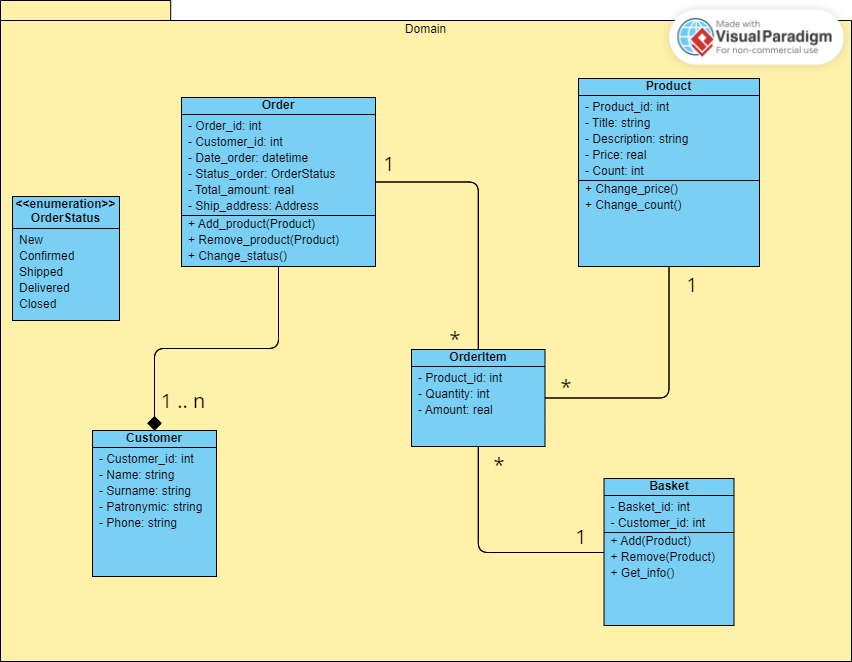 Domain
Made with
VisualParadigm
For non-commercial use
Order
- Order_id: int
- Customer_id: int
- Date_order: datetime
- Status_order: OrderStatus
- Total_amount: real
- Ship_address: Address
+ Add_product(Product)
+ Remove_product(Product)
+ Change_status()
1
Product
- Product_id: int
- Title: string
- Description: string
- Price: real
- Count: int
+ Change_price()
+ Change_count()
1
<<enumeration>>
OrderStatus
New
Confirmed
Shipped
Delivered
Closed
*
OrderItem
- Product_id: int
- Quantity: int
- Amount: real
*
*
1 .. n
Customer
- Customer_id: int
- Name: string
- Surname: string
- Patronymic: string
- Phone: string
1
Basket
- Basket_id: int
- Customer_id: int
+ Add(Product)
+ Remove(Product)
+ Get_info()